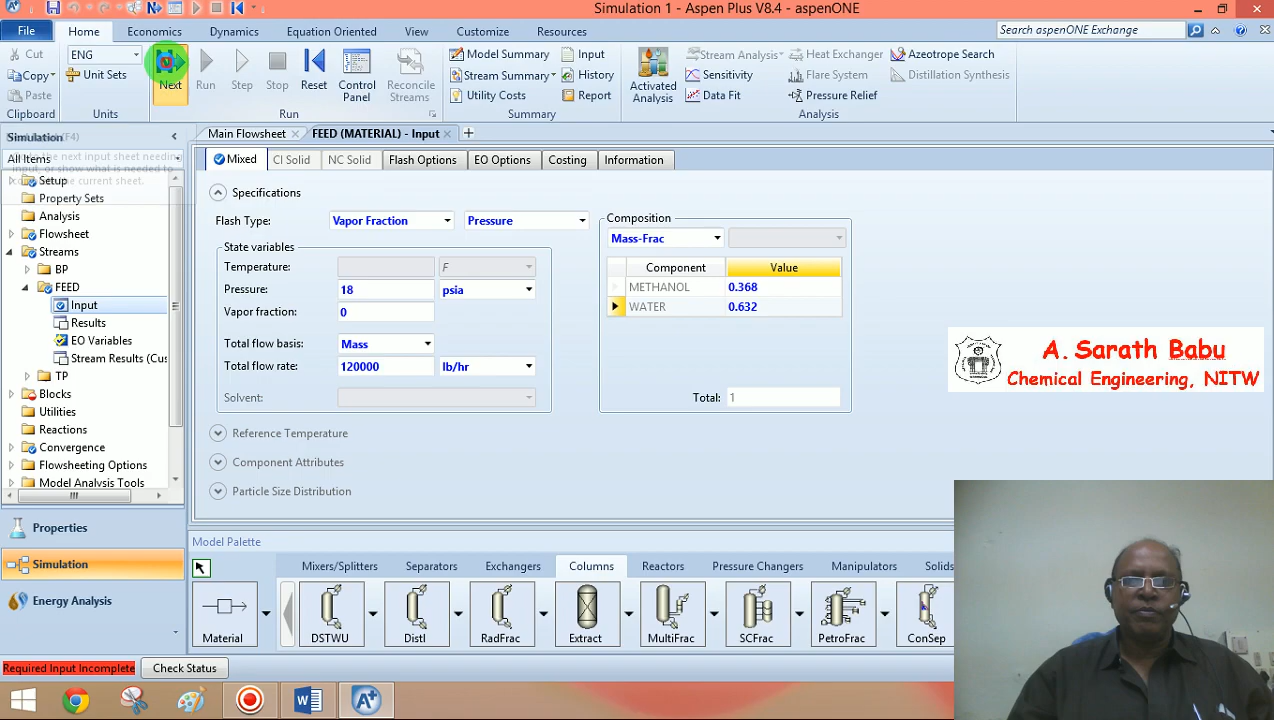 Simulation 1 - Aspen Plus V8.4 - aspenONE
File Home Economics Dynamics Equation Oriented View Customize Resources Search aspenONE Exchange
Cut ENG Model Summary Input Stream Analysis Heat Exchanger Azeotrope Search
Copy Unit Sets Stream Summary History Sensitivity Flare System Distillation Synthesis
Paste Next Run Step Stop Reset Control Panel Reconcile Streams Utility Costs Report Activated Analysis Data Fit Pressure Relief
Clipboard Units Run Summary Analysis
Simulation
Main Flowsheet FEED (MATERIAL) - Input
All Items
Mixed CI Solid NC Solid Flash Options EO Options Costing Information
Setup
Property Sets
Analysis
Flowsheet
Streams
BP
FEED
Input
Results
EO Variables
Stream Results (Cus
TP
Blocks
Utilities
Reactions
Convergence
Flowsheeting Options
Model Analysis Tools
Properties
Simulation
Energy Analysis
Specifications
Flash Type: Vapor Fraction Pressure
State variables
Temperature: F
Pressure: 18 psia
Vapor fraction: 0
Total flow basis: Mass
Total flow rate: 120000 lb/hr
Solvent:
Composition
Mass-Frac
Component Value
METHANOL 0.368
WATER 0.632
Total: 1
Reference Temperature
Component Attributes
Particle Size Distribution
A. Sarath Babu
Chemical Engineering, NITW
Model Palette
Mixers/Splitters Separators Exchangers Columns Reactors Pressure Changers Manipulators Solids
Material DSTWU Distl RadFrac Extract MultiFrac SCFrac PetroFrac ConSep
Required Input Incomplete Check Status